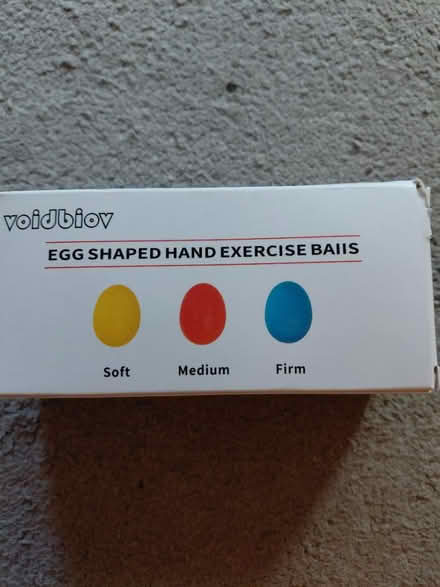 voidbiov
EGG SHAPED HAND EXERCISE BAIIS
Soft Medium Firm